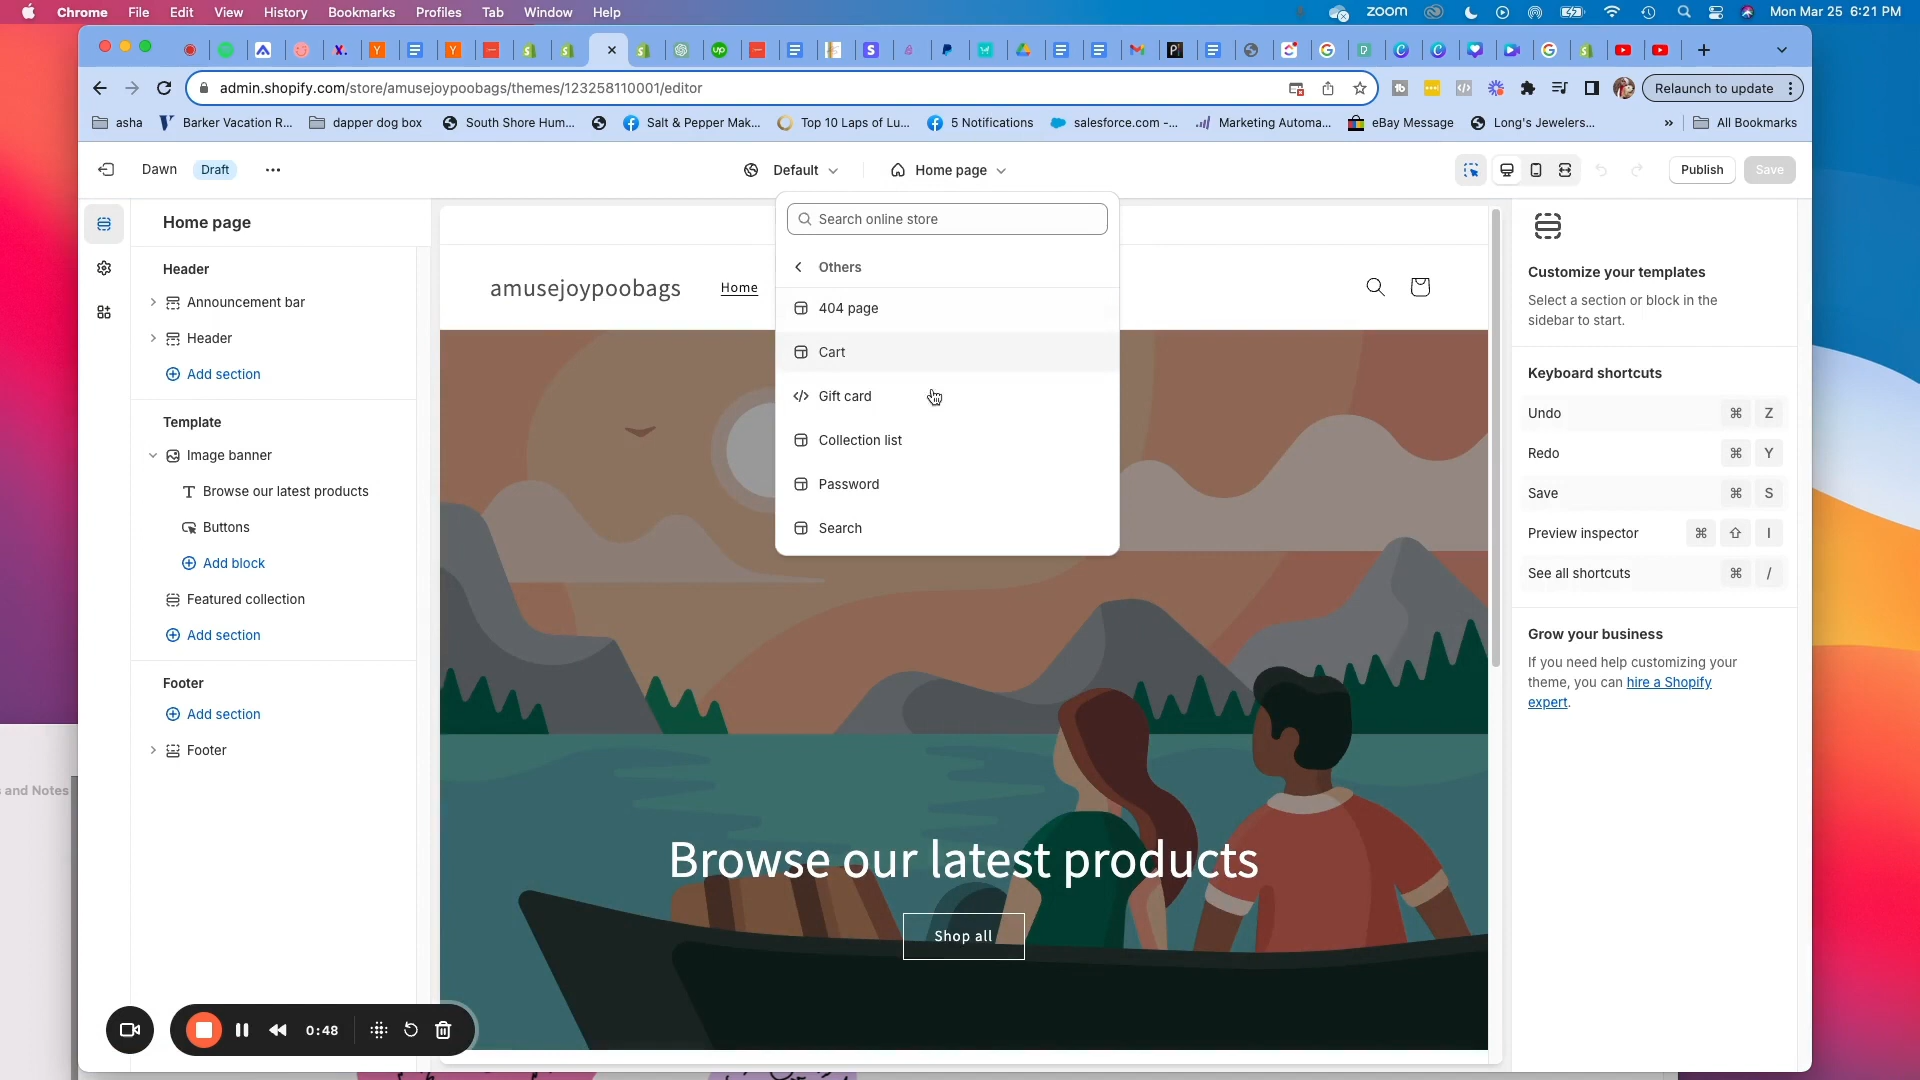 Chrome File Edit View History Bookmarks Profiles Tab Window Help
zoom
Mon Mar 25 6:21 PM
admin.shopify.com/store/amusejoypoobags/themes/123258110001/editor
Relaunch to update
asha
Barker Vacation R...
dapper dog box
South Shore Hum...
Salt & Pepper Mak...
Top 10 Laps of Lu...
5 Notifications
salesforce.com -...
Marketing Automa...
eBay Message
Long's Jewelers...
»
All Bookmarks
Dawn
Draft
Default
Home page
Publish
Save
Home page
Header
Announcement bar
Header
Add section
Template
Image banner
Browse our latest products
Buttons
Add block
Featured collection
Add section
Footer
Add section
Footer
Search online store
Others
404 page
Cart
Gift card
Collection list
Password
Search
amusejoypoobags
Home
Browse our latest products
Shop all
Customize your templates
Select a section or block in the
sidebar to start.
Keyboard shortcuts
Undo ⌘ Z
Redo ⌘ Y
Save ⌘ S
Preview inspector ⌘ ⇧ I
See all shortcuts ⌘ /
Grow your business
If you need help customizing your
theme, you can hire a Shopify
expert.
and Notes
0:48